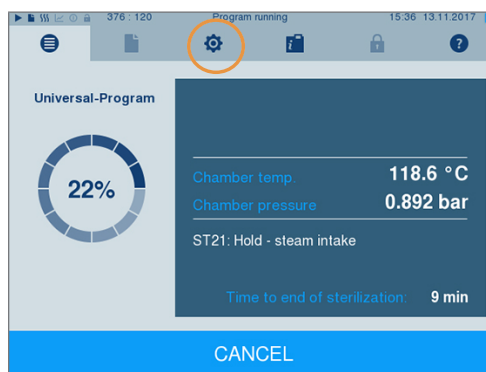 376 : 120 Program running 15:36 13.11.2017
Universal-Program
22%
Chamber temp. 118.6 °C
Chamber pressure 0.892 bar
ST21: Hold - steam intake
Time to end of sterilization: 9 min
CANCEL